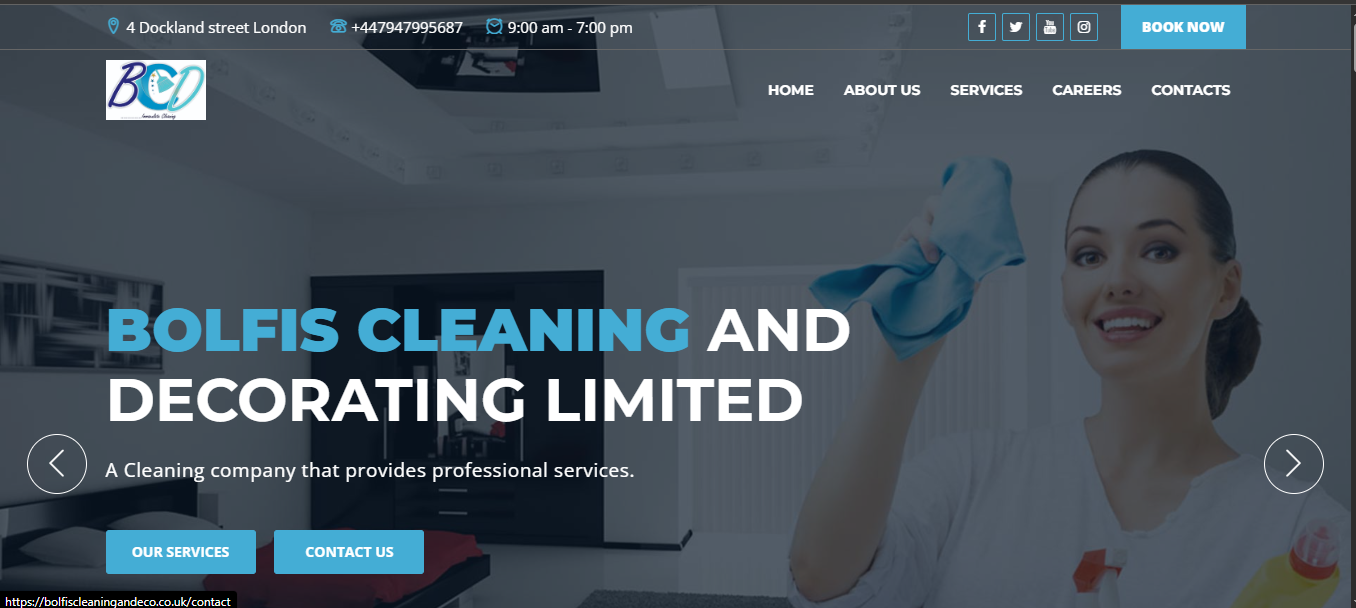 4 Dockland street London +447947995687 9:00 am - 7:00 pm BOOK NOW
BCD
HOME ABOUT US SERVICES CAREERS CONTACTS
BOLFIS CLEANING AND
DECORATING LIMITED
A Cleaning company that provides professional services.
OUR SERVICES CONTACT US
https://bolfiscleaningandeco.co.uk/contact